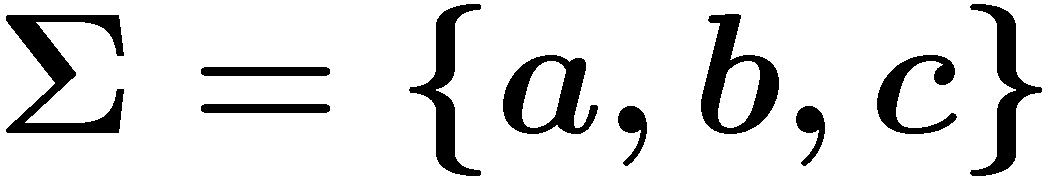 Σ = {a, b, c}